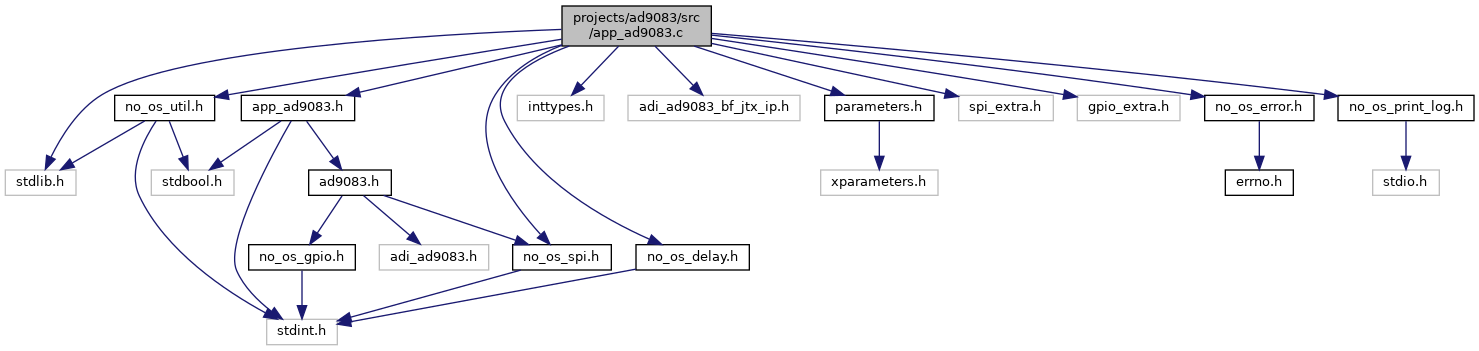 projects/ad9083/src
/app_ad9083.c
no_os_util.h
app_ad9083.h
inttypes.h
adi_ad9083_bf_jtx_ip.h
parameters.h
spi_extra.h
gpio_extra.h
no_os_error.h
no_os_print_log.h
stdlib.h
stdbool.h
ad9083.h
xparameters.h
errno.h
stdio.h
no_os_gpio.h
adi_ad9083.h
no_os_spi.h
no_os_delay.h
stdint.h